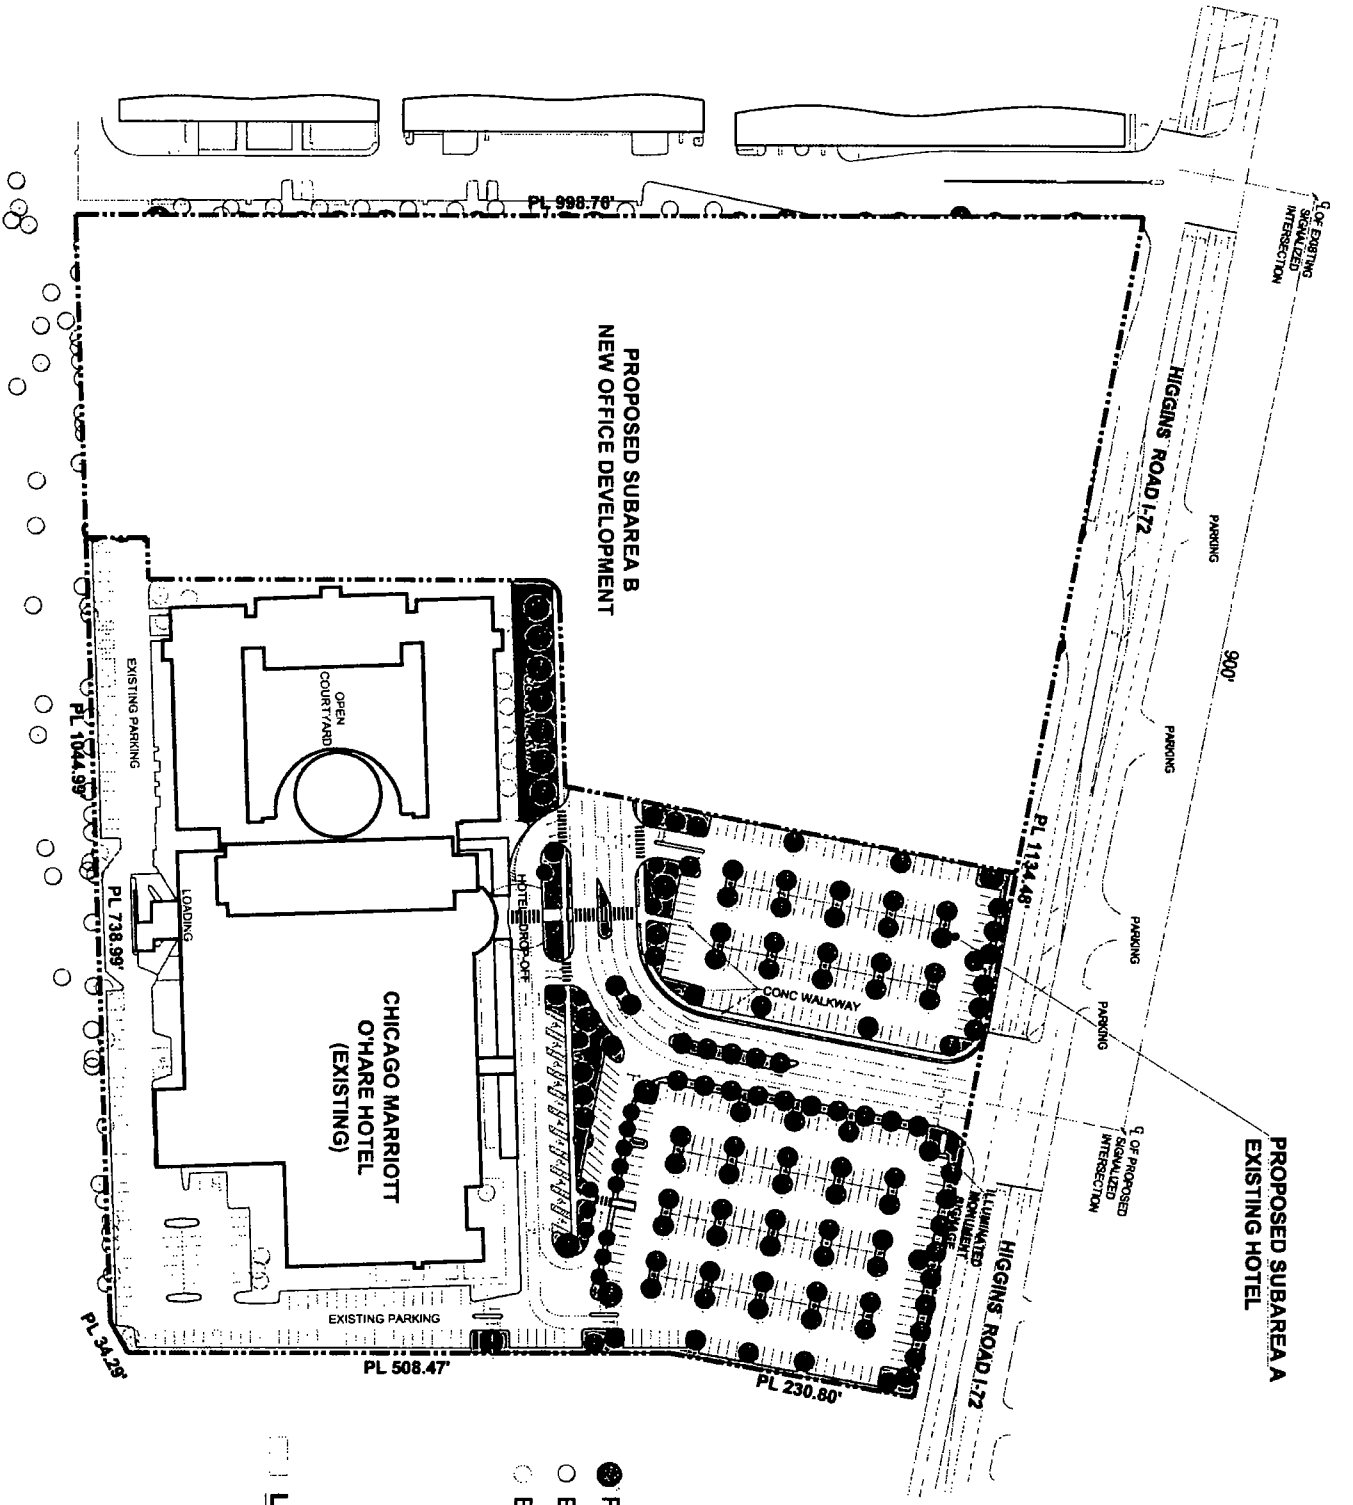 ℄ OF EXISTING
SIGNALIZED
INTERSECTION
PL 998.76'
HIGGINS ROAD I-72
PARKING
900'
PARKING
PARKING
PARKING
PROPOSED SUBAREA B
NEW OFFICE DEVELOPMENT
PL 1134.48'
PROPOSED SUBAREA A
EXISTING HOTEL
℄ OF PROPOSED
SIGNALIZED
INTERSECTION
ILLUMINATED
MONUMENT
SIGNAGE
HIGGINS ROAD I-72
CONC WALKWAY
HOTEL DROP-OFF
OPEN
COURTYARD
EXISTING PARKING
PL 1044.99'
PL 738.99'
LOADING
CHICAGO MARRIOTT
O'HARE HOTEL
(EXISTING)
EXISTING PARKING
PL 34.29'
PL 508.47'
PL 230.80'
E
L